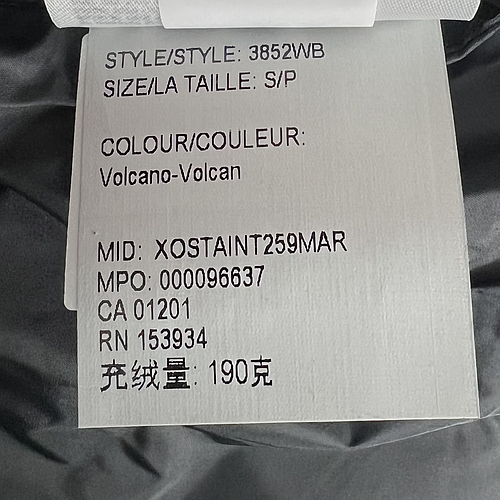 STYLE/STYLE: 3852WB
SIZE/LA TAILLE: S/P
COLOUR/COULEUR:
Volcano-Volcan
MID: XOSTAINT259MAR
MPO: 000096637
CA 01201
RN 153934
充绒量: 190克